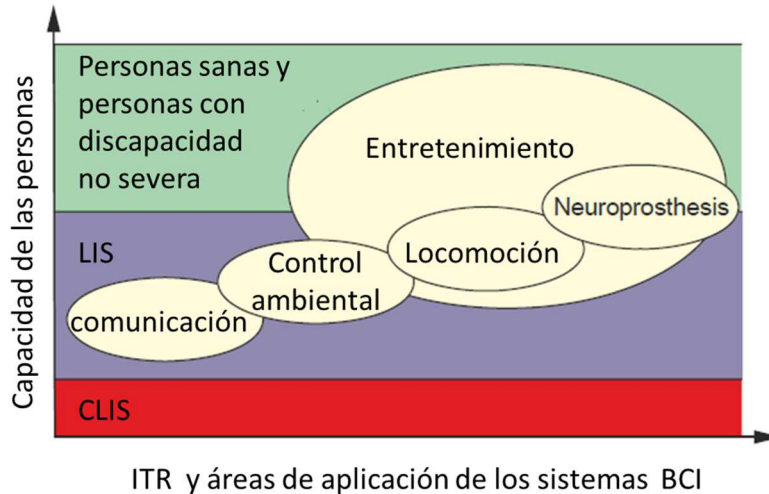 Personas sanas y
personas con
discapacidad
no severa
Entretenimiento
Neuroprosthesis
LIS
Locomoción
Control
ambiental
comunicación
CLIS
Capacidad de las personas
ITR y áreas de aplicación de los sistemas BCI